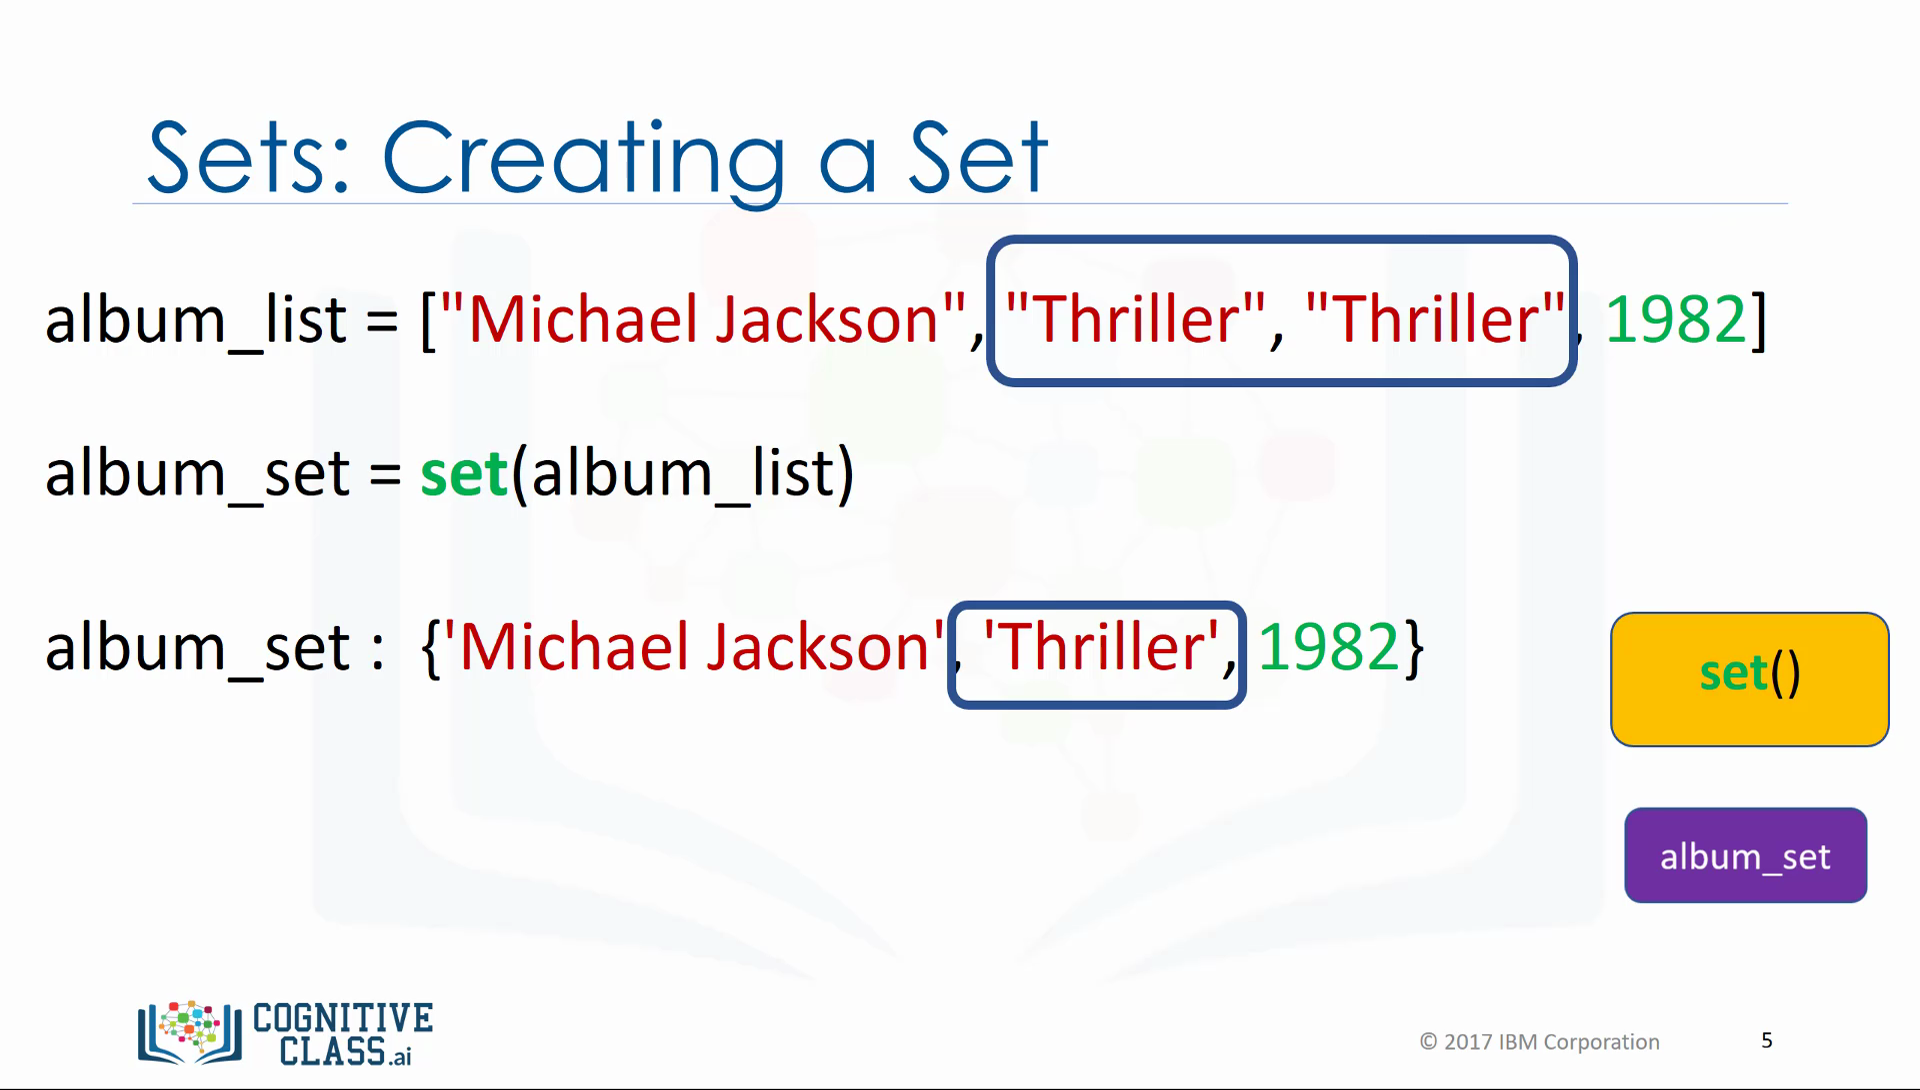 Sets: Creating a Set
album_list = ["Michael Jackson", "Thriller", "Thriller", 1982]
album_set = set(album_list)
album_set : {'Michael Jackson', 'Thriller', 1982}
set()
album_set
COGNITIVE
CLASS.ai
© 2017 IBM Corporation
5